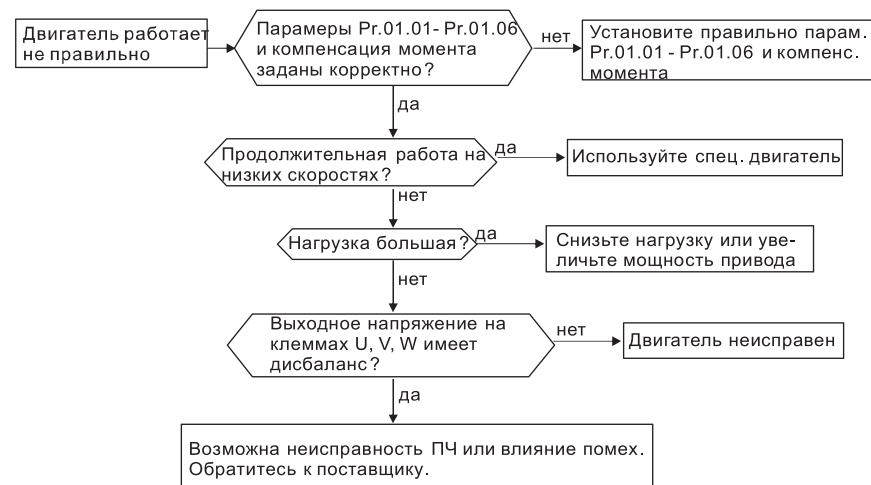 Двигатель работает
не правильно
Парамеры Pr.01.01- Pr.01.06
и компенсация момента
заданы корректно?
нет
Установите правильно парам.
Pr.01.01 - Pr.01.06 и компенс.
момента
да
Продолжительная работа на
низких скоростях?
да
Используйте спец. двигатель
нет
Нагрузка большая?
да
Снизьте нагрузку или уве-
личьте мощность привода
нет
Выходное напряжение на
клеммах U, V, W имеет
дисбаланс?
нет
Двигатель неисправен
да
Возможна неисправность ПЧ или влияние помех.
Обратитесь к поставщику.